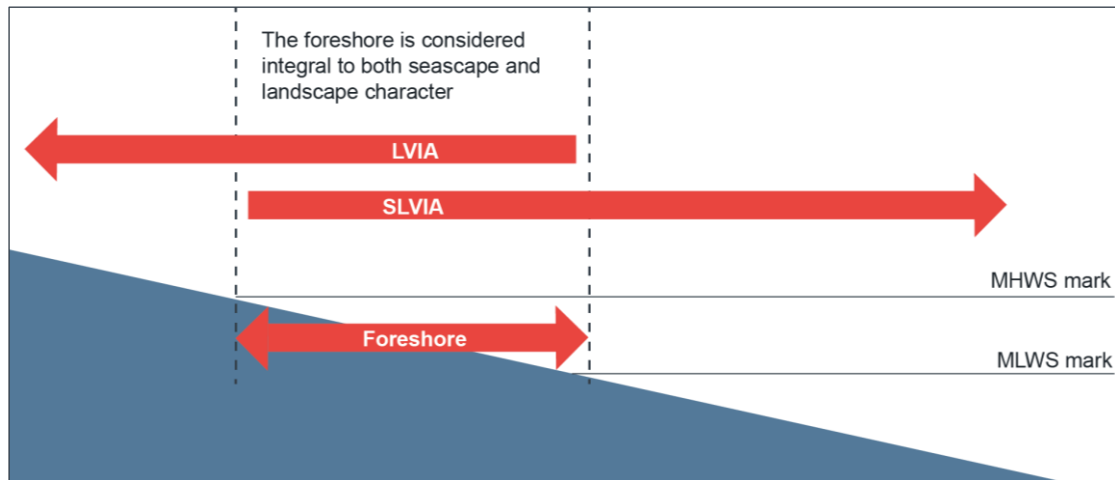 The foreshore is considered
integral to both seascape and
landscape character
LVIA
SLVIA
MHWS mark
Foreshore
MLWS mark